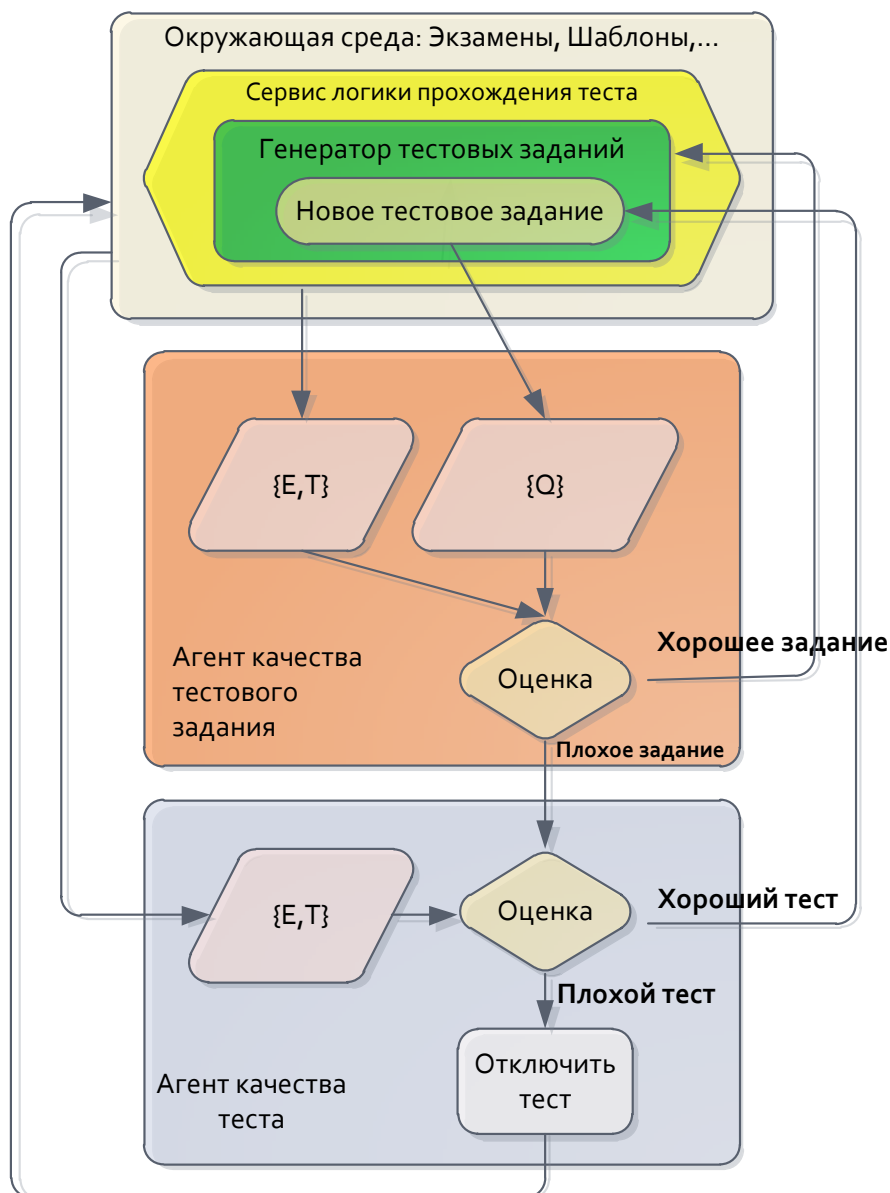 Окружающая среда: Экзамены, Шаблоны,...
Сервис логики прохождения теста
Генератор тестовых заданий
Новое тестовое задание
{E,T}
{Q}
Хорошее задание
Агент качества
тестового
задания
Оценка
Плохое задание
{E,T}
Оценка
Хороший тест
Плохой тест
Отключить
тест
Агент качества
теста